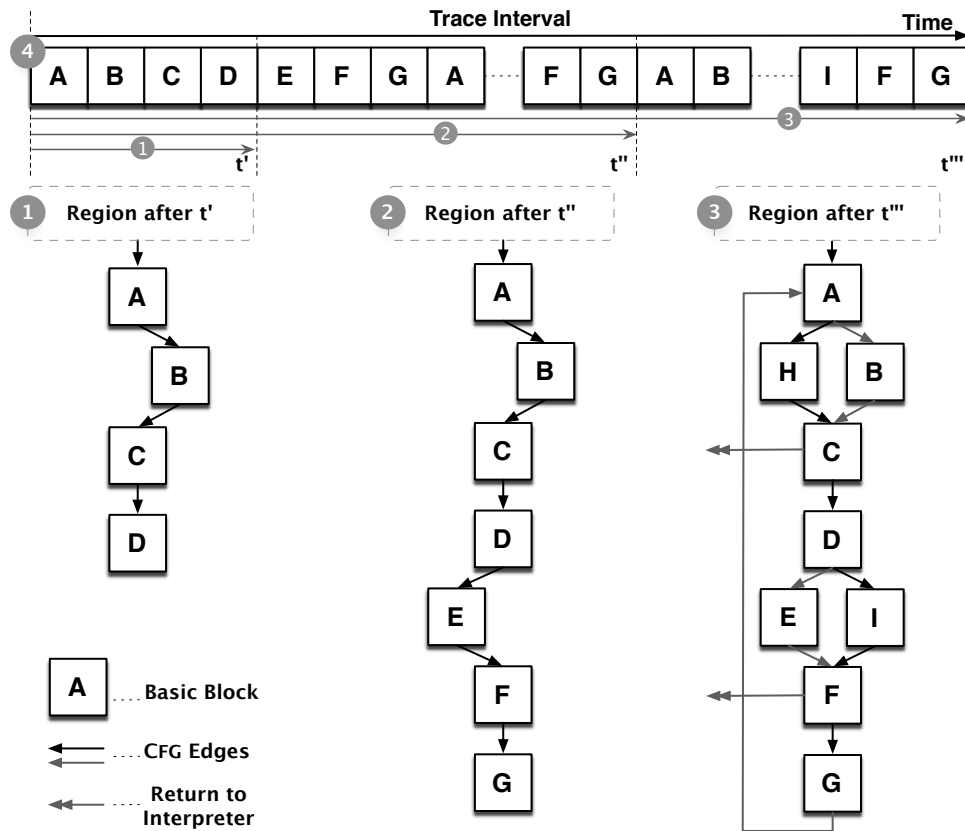 Trace Interval
Time
4
A B C D E F G A F G A B I F G
3
2
1
t' t'' t'''
1 Region after t'
2 Region after t''
3 Region after t'''
A
B
C
D
A
B
C
D
E
F
G
A
H B
C
D
E I
F
G
A Basic Block
CFG Edges
Return to
Interpreter